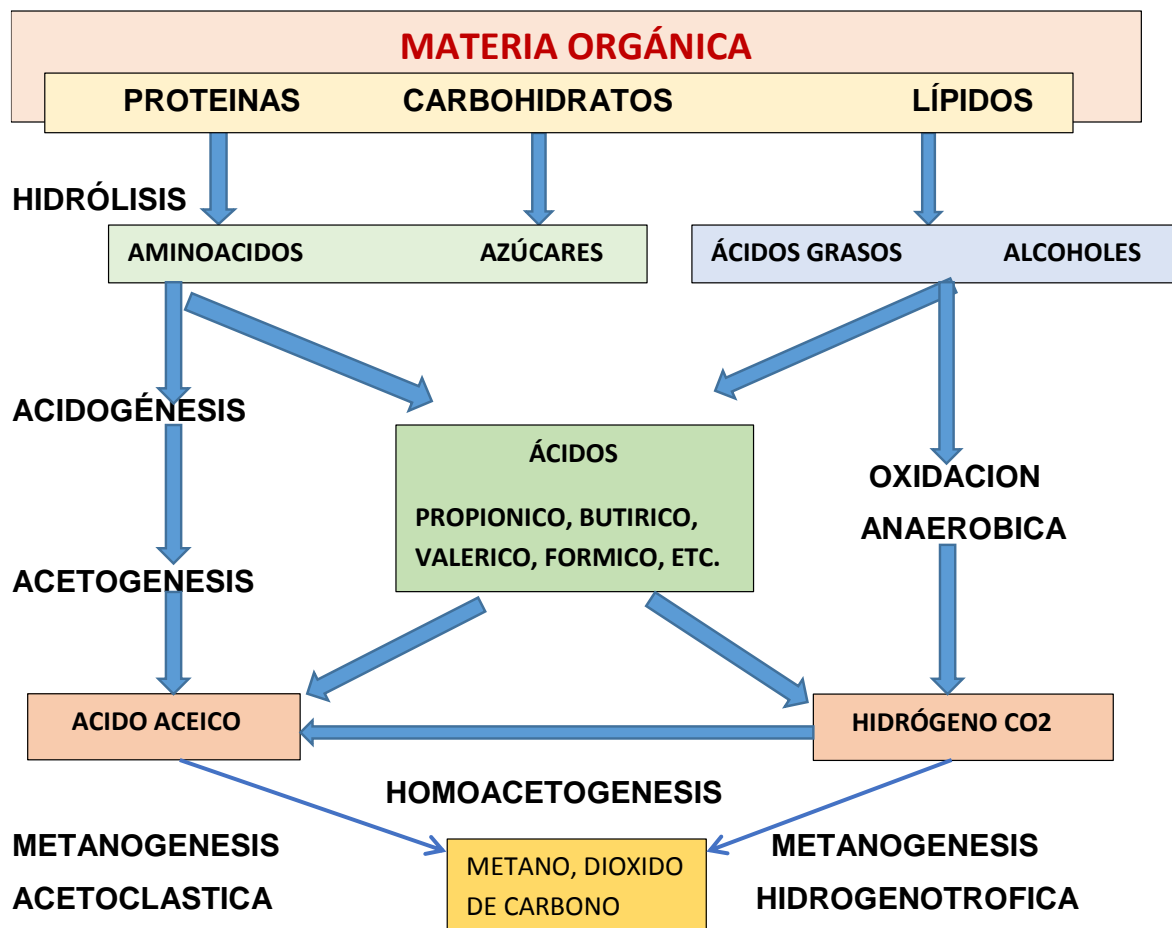 MATERIA ORGÁNICA
PROTEINAS CARBOHIDRATOS LÍPIDOS
HIDRÓLISIS
AMINOACIDOS AZÚCARES ÁCIDOS GRASOS ALCOHOLES
ACIDOGÉNESIS
ÁCIDOS
PROPIONICO, BUTIRICO,
VALERICO, FORMICO, ETC.
OXIDACION
ANAEROBICA
ACETOGENESIS
ACIDO ACEICO HIDRÓGENO CO2
HOMOACETOGENESIS
METANOGENESIS
ACETOCLASTICA
METANO, DIOXIDO
DE CARBONO
METANOGENESIS
HIDROGENOTROFICA